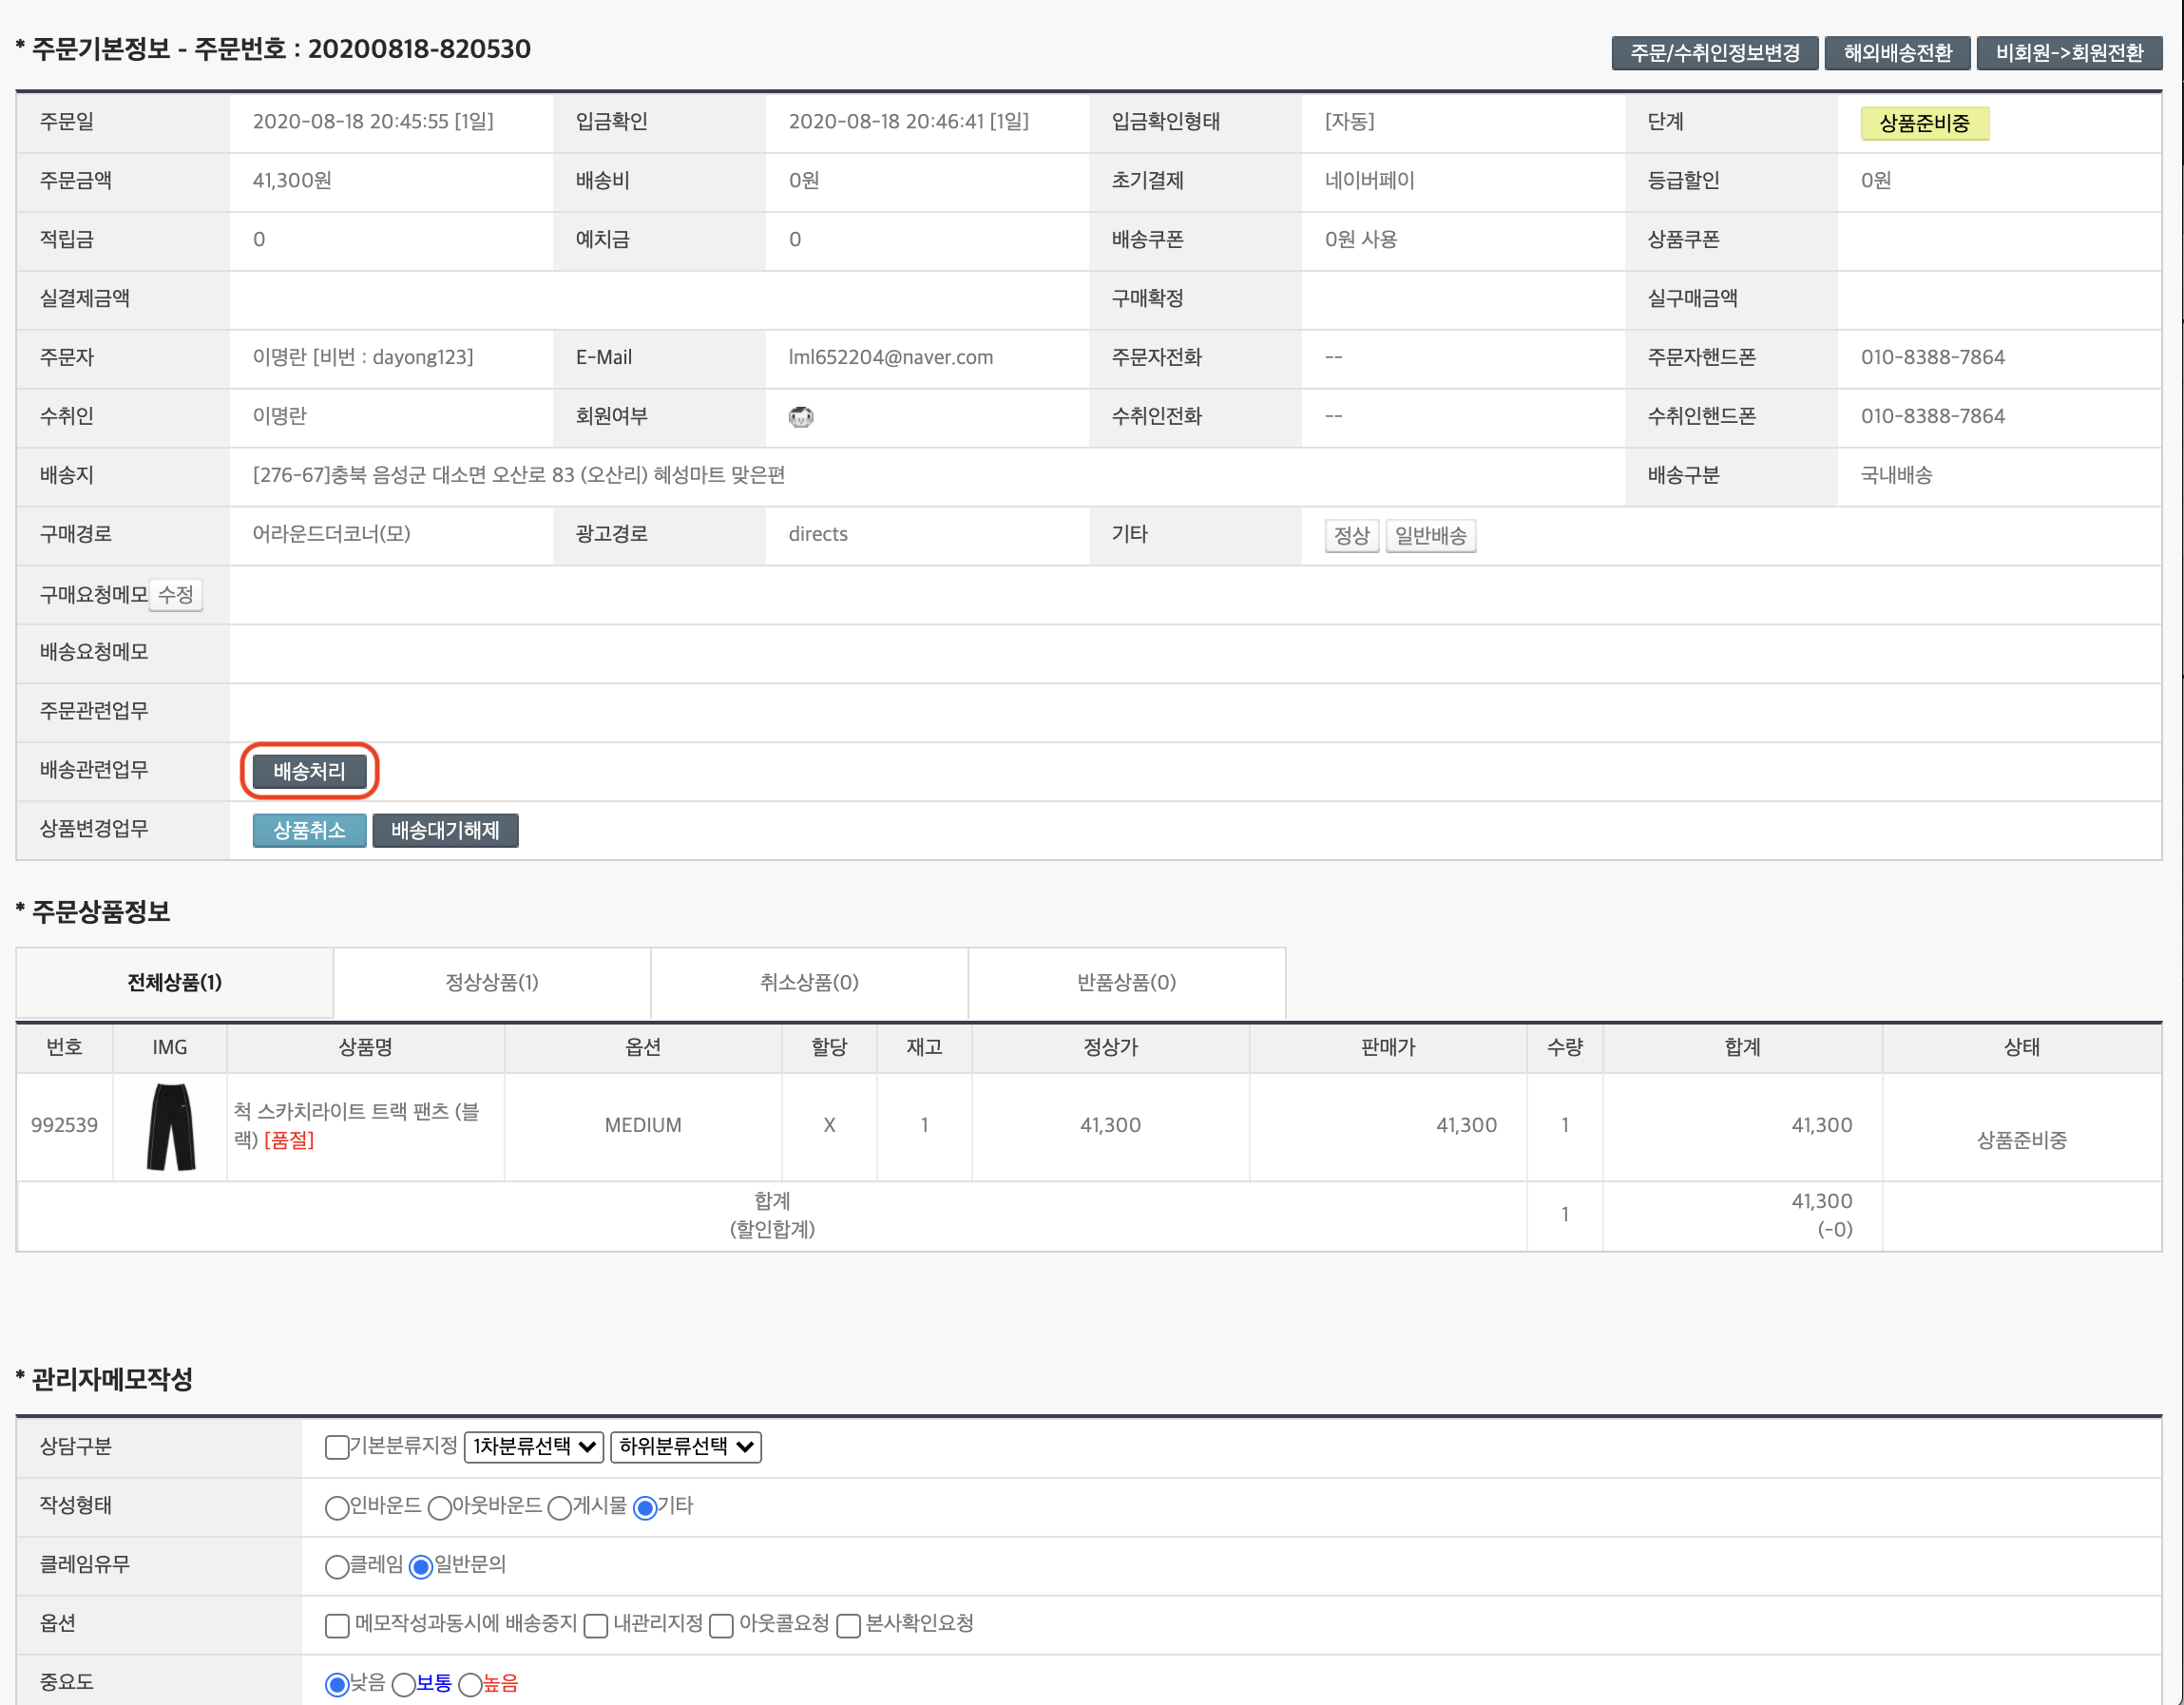 * 주문기본정보 - 주문번호 : 20200818-820530
주문/수취인정보변경 해외배송전환 비회원->회원전환
주문일 2020-08-18 20:45:55 [1일] 입금확인 2020-08-18 20:46:41 [1일] 입금확인형태 [자동] 단계 상품준비중
주문금액 41,300원 배송비 0원 초기결제 네이버페이 등급할인 0원
적립금 0 예치금 0 배송쿠폰 0원 사용 상품쿠폰
실결제금액 구매확정 실구매금액
주문자 이명란 [비번 : dayong123] E-Mail lml652204@naver.com 주문자전화 -- 주문자핸드폰 010-8388-7864
수취인 이명란 회원여부 수취인전화 -- 수취인핸드폰 010-8388-7864
배송지 [276-67]충북 음성군 대소면 오산로 83 (오산리) 혜성마트 맞은편 배송구분 국내배송
구매경로 어라운드더코너(모) 광고경로 directs 기타 정상 일반배송
구매요청메모 수정
배송요청메모
주문관련업무
배송관련업무 배송처리
상품변경업무 상품취소 배송대기해제
* 주문상품정보
전체상품(1) 정상상품(1) 취소상품(0) 반품상품(0)
번호 IMG 상품명 옵션 할당 재고 정상가 판매가 수량 합계 상태
992539 척 스카치라이트 트랙 팬츠 (블
랙) [품절] MEDIUM X 1 41,300 41,300 1 41,300 상품준비중
합계 1 41,300
(할인합계) (-0)
* 관리자메모작성
상담구분 기본분류지정 1차분류선택 하위분류선택
작성형태 인바운드 아웃바운드 게시물 기타
클레임유무 클레임 일반문의
옵션 메모작성과동시에 배송중지 내관리지정 아웃콜요청 본사확인요청
중요도 낮음 보통 높음